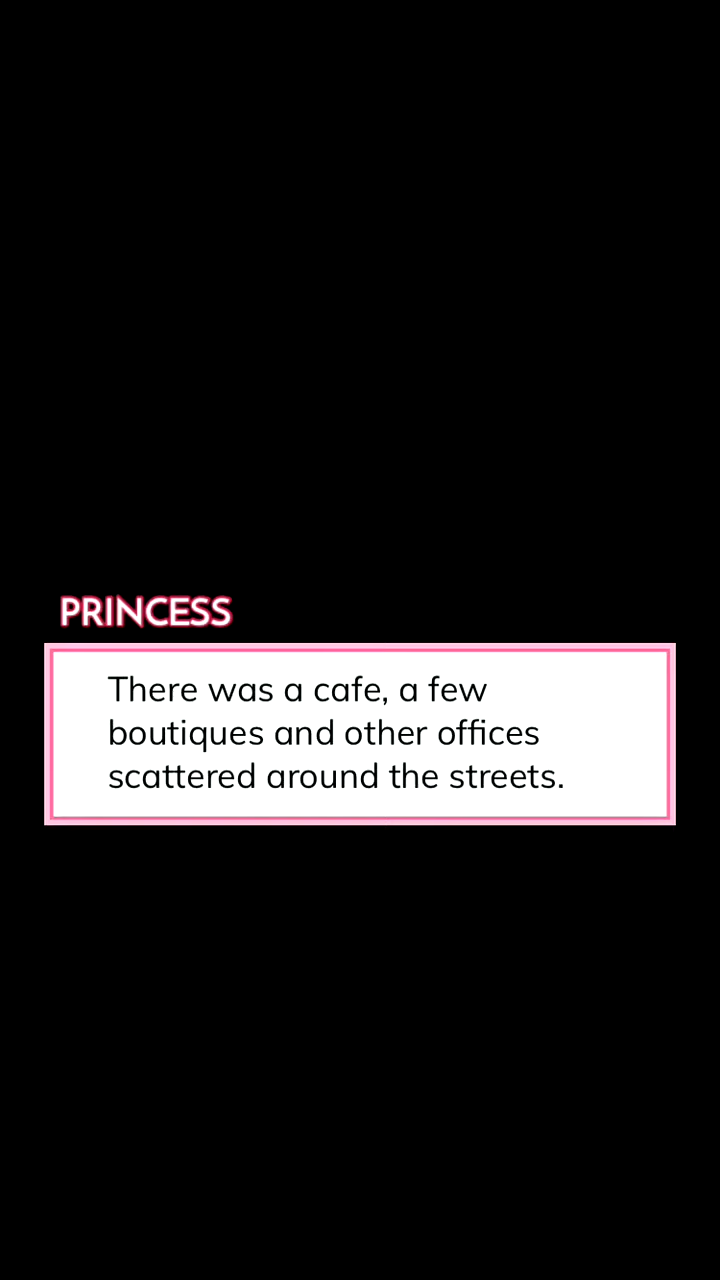 PRINCESS
There was a cafe, a few
boutiques and other offices
scattered around the streets.